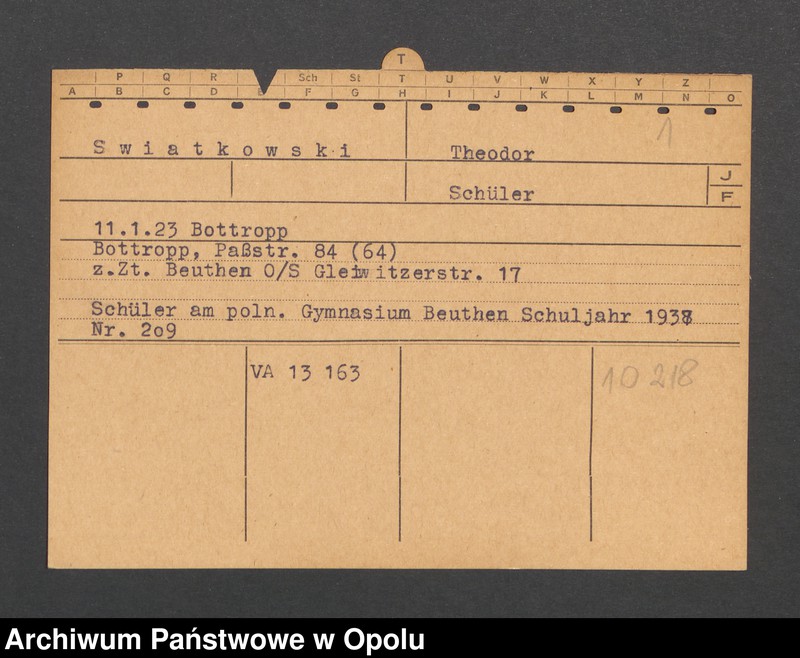 T
P Q R Sch St T U V W X Y Z
A B C D E F G H I J K L M N O
1
Swiatkowski Theodor
Schüler J F
11.1.23 Bottropp
Bottropp, Paßstr. 84 (64)
z.Zt. Beuthen O/S Gleiwitzerstr. 17
Schüler am poln. Gymnasium Beuthen Schuljahr 1938
Nr. 2o9
VA 13 163 10 218
Archiwum Państwowe w Opolu